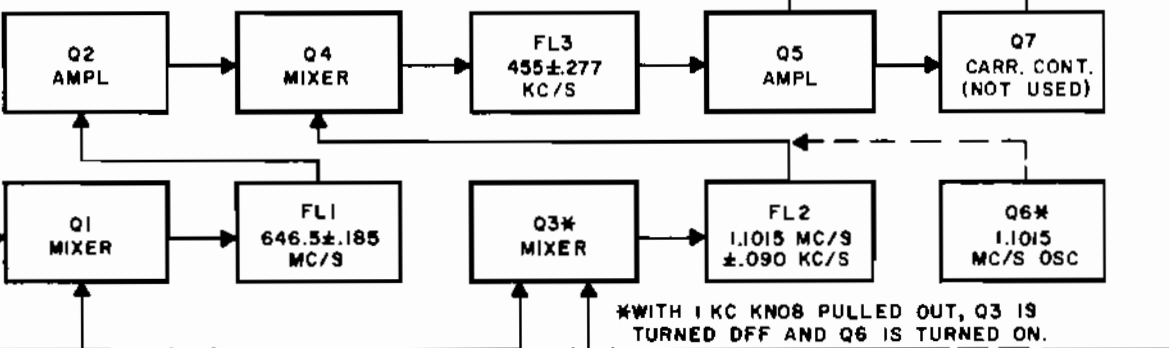 Q2
AMPL
Q4
MIXER
FL3
455±.277
KC/S
Q5
AMPL
Q7
CARR. CONT.
(NOT USED)
Q1
MIXER
FL1
646.5±.185
MC/S
Q3*
MIXER
FL2
1.1015 MC/S
±.090 KC/S
Q6*
1.1015
MC/S OSC
*WITH 1 KC KNOB PULLED OUT, Q3 IS
TURNED OFF AND Q6 IS TURNED ON.